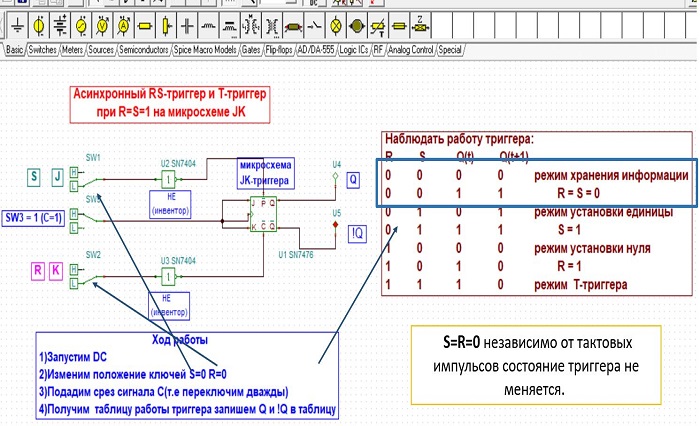 DC
Basic Switches Meters Sources Semiconductors Spice Macro Models Gates Flip-flops AD/DA-555 Logic ICs RF Analog Control Special
Асинхронный RS-триггер и Т-триггер
при R=S=1 на микросхеме JK
SW1
S J
H
L
U2 SN7404
1
НЕ
(инвентор)
микросхема
JK-триггера
U4
Q
SW3 = 1 (C=1)
J P Q
K C Q
U5
!Q
U1 SN7476
SW2
R K
H
L
U3 SN7404
1
НЕ
(инвентор)
Наблюдать работу триггера:
R S Q(t) Q(t+1)
0 0 0 0 режим хранения информации
0 0 1 1 R = S = 0
0 1 0 1 режим установки единицы
0 1 1 1 S = 1
1 0 0 0 режим установки нуля
1 0 1 0 R = 1
1 1 1 0 режим Т-триггера
Ход работы
1)Запустим DC
2)Изменим положение ключей S=0 R=0
3)Подадим срез сигнала С(т.е переключим дважды)
4)Получим таблицу работы триггера запишем Q и !Q в таблицу
S=R=0 независимо от тактовых
импульсов состояние триггера не
меняется.